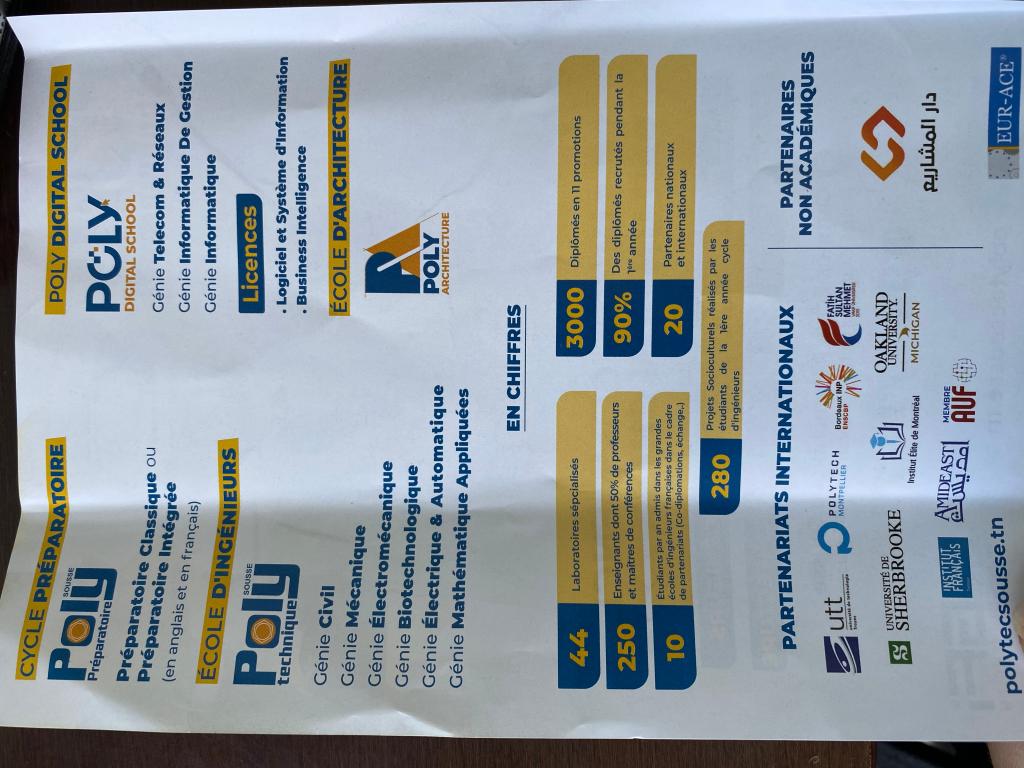 CYCLE PRÉPARATOIRE
Poly
SOUSSE
Préparatoire
Préparatoire Classique ou
Préparatoire Intégrée
(en anglais et en français)
ÉCOLE D'INGÉNIEURS
Poly
SOUSSE
technique
Génie Civil
Génie Mécanique
Génie Électromécanique
Génie Biotechnologique
Génie Électrique & Automatique
Génie Mathématique Appliquées
POLY DIGITAL SCHOOL
POLY
DIGITAL SCHOOL
Génie Telecom & Réseaux
Génie Informatique De Gestion
Génie Informatique
Licences
. Logiciel et Système d'Information
. Business Intelligence
ÉCOLE D'ARCHITECTURE
POLY
ARCHITECTURE
EN CHIFFRES
44 Laboratoires sépcialisés
250 Enseignants dont 50% de professeurs
et maîtres de conférences
10 Étudiants par an admis dans les grandes
écoles d'ingénieurs françaises dans le cadre
de partenariats (Co-diplomations, échange,.)
3000 Diplômés en 11 promotions
90% Des diplômés recrutés pendant la
1ère année
20 Partenaires nationaux
et internationaux
280 Projets Socioculturels réalisés par les
étudiants de la 1ère année cycle
d'ingénieurs
PARTENARIATS INTERNATIONAUX
utt
université de technologie
Troyes
POLYTECH
MONTPELLIER
Bordeaux INP
ENSCBP
FATIH
SULTAN
MEHMET
UNIVERSITÉ DE
SHERBROOKE
Institut Élite de Montréal
OAKLAND
UNIVERSITY.
MICHIGAN
INSTITUT
FRANÇAIS
AMIDEAST
أمديست
MEMBRE
AUF
PARTENAIRES
NON ACADÉMIQUES
دار المشاريع
polytecsousse.tn
EUR-ACE®